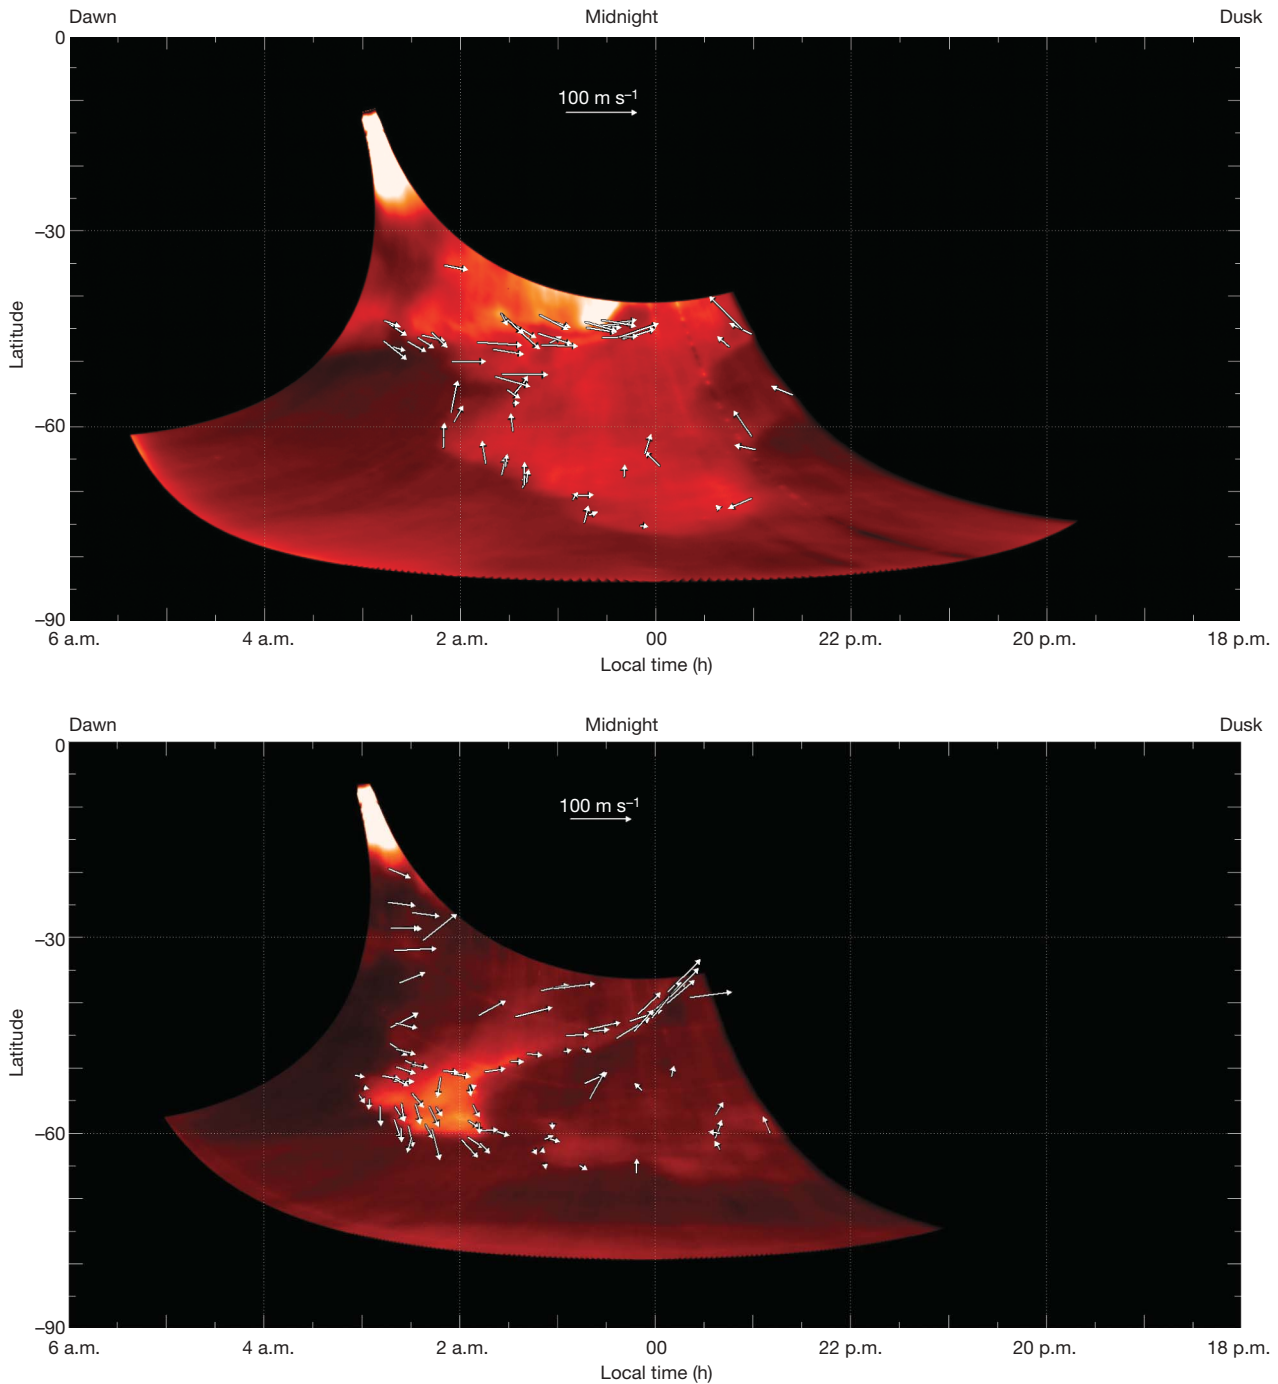 Dawn Midnight Dusk
0
100 m s–1
–30
Latitude
–60
–90
6 a.m. 4 a.m. 2 a.m. 00 22 p.m. 20 p.m. 18 p.m.
Local time (h)
Dawn Midnight Dusk
0
100 m s–1
–30
Latitude
–60
–90
6 a.m. 4 a.m. 2 a.m. 00 22 p.m. 20 p.m. 18 p.m.
Local time (h)